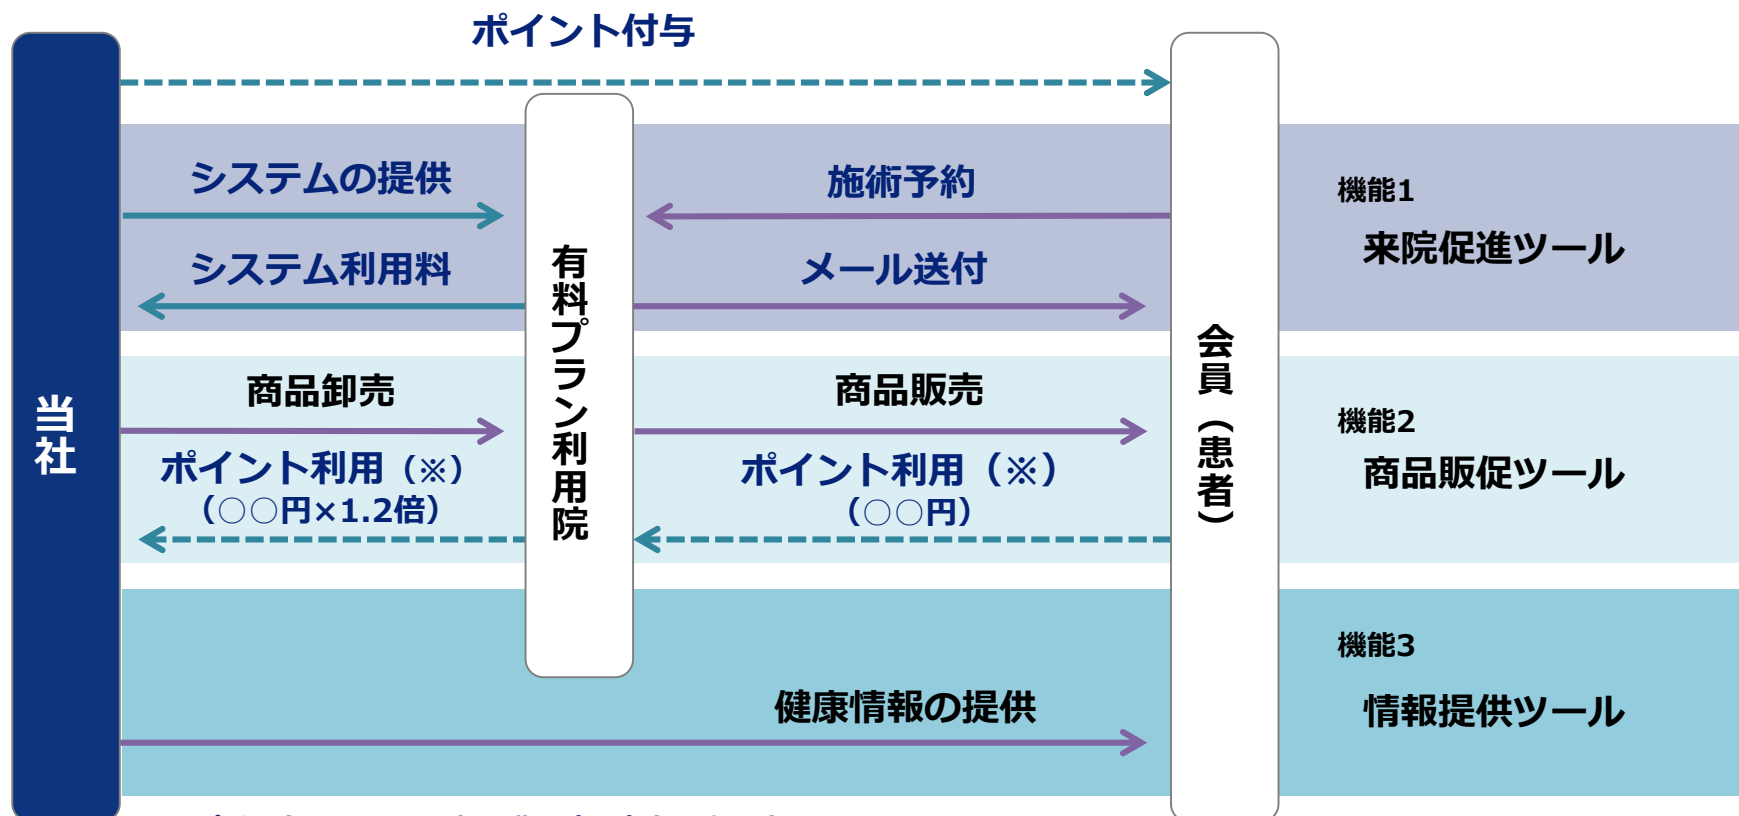 ポイント付与
システムの提供
施術予約
機能1
来院促進ツール
システム利用料
メール送付
有料プラン利用院
会員（患者）
当社
商品卸売
商品販売
機能2
商品販促ツール
ポイント利用（※）
（○○円×1.2倍）
ポイント利用（※）
（○○円）
機能3
情報提供ツール
健康情報の提供